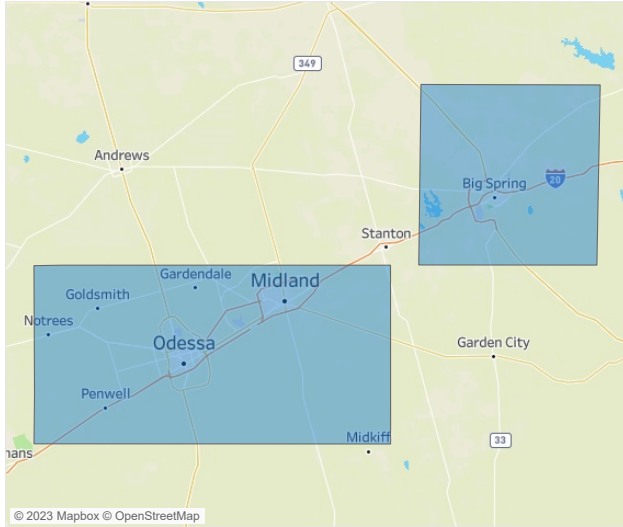 349
Andrews
Big Spring
20
Stanton
Gardendale
Midland
Goldsmith
Notrees
Odessa
Garden City
Penwell
Midkiff
33
nans
© 2023 Mapbox © OpenStreetMap